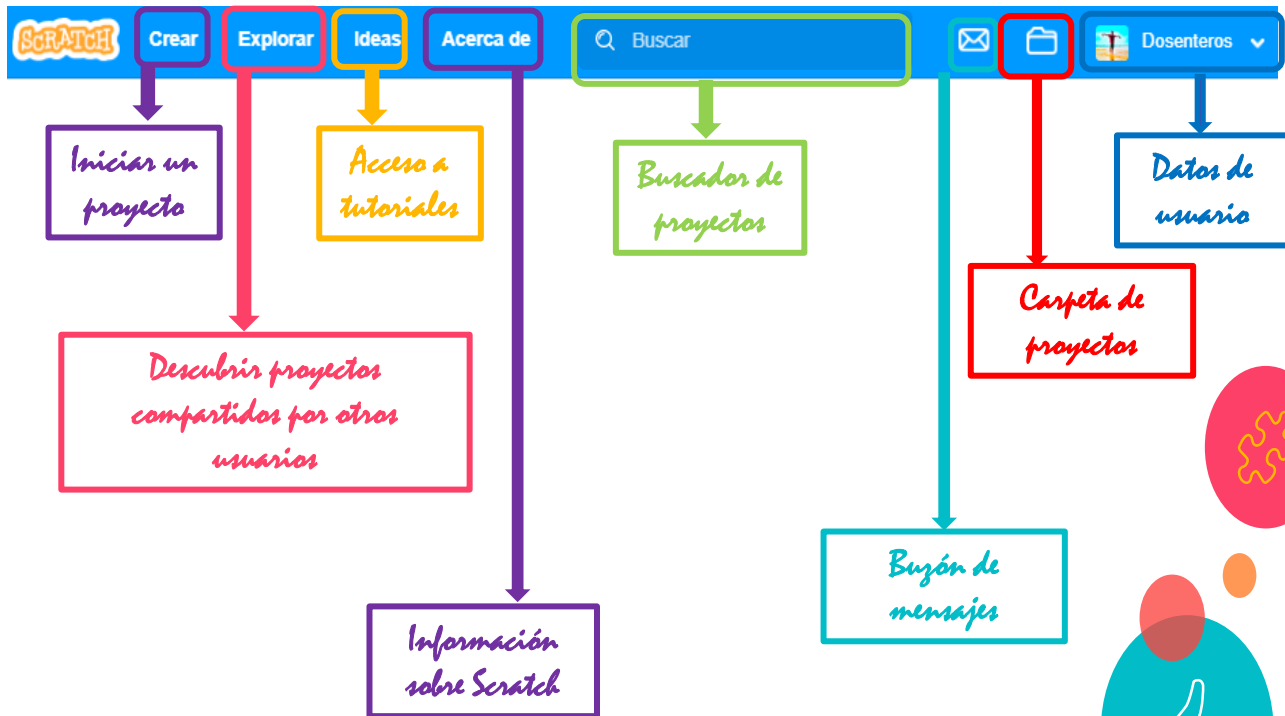 SCRATCH
Crear
Explorar
Ideas
Acerca de
Buscar
Dosenteros
Iniciar un
proyecto
Acceso a
tutoriales
Buscador de
proyectos
Datos de
usuario
Carpeta de
proyectos
Descubrir proyectos
compartidos por otros
usuarios
Buzón de
mensajes
Información
sobre Scratch